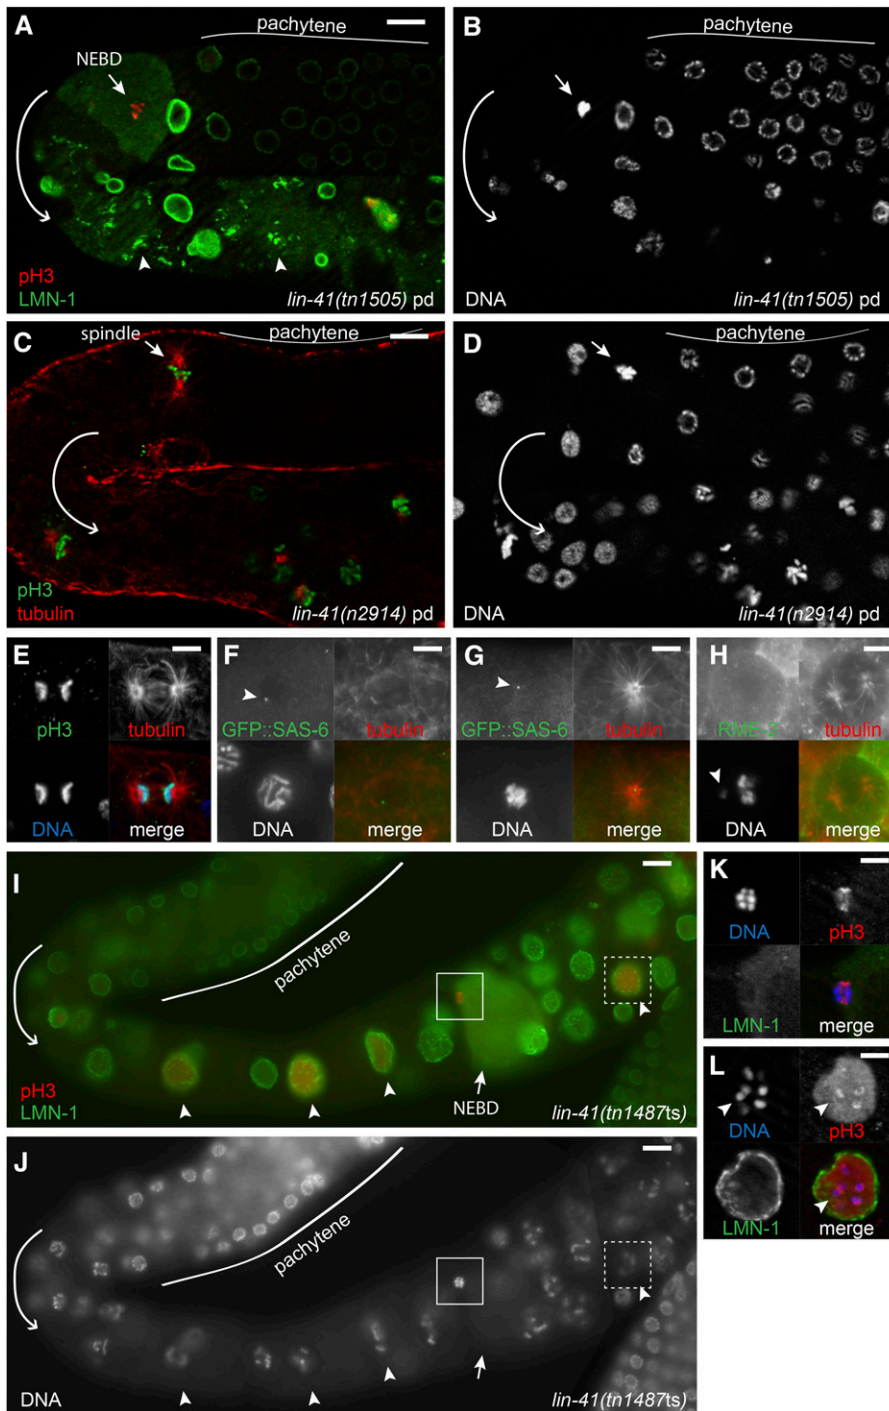 A
pachytene
NEBD
pH3
LMN-1
lin-41(tn1505) pd
B
pachytene
DNA
lin-41(tn1505) pd
C
spindle
pachytene
pH3
tubulin
lin-41(n2914) pd
D
pachytene
DNA
lin-41(n2914) pd
E
pH3
tubulin
DNA
merge
F
GFP::SAS-6
tubulin
DNA
merge
G
GFP::SAS-6
tubulin
DNA
merge
H
RME-2
tubulin
DNA
merge
I
pachytene
NEBD
pH3
LMN-1
lin-41(tn1487ts)
J
pachytene
DNA
lin-41(tn1487ts)
K
DNA
pH3
LMN-1
merge
L
DNA
pH3
LMN-1
merge